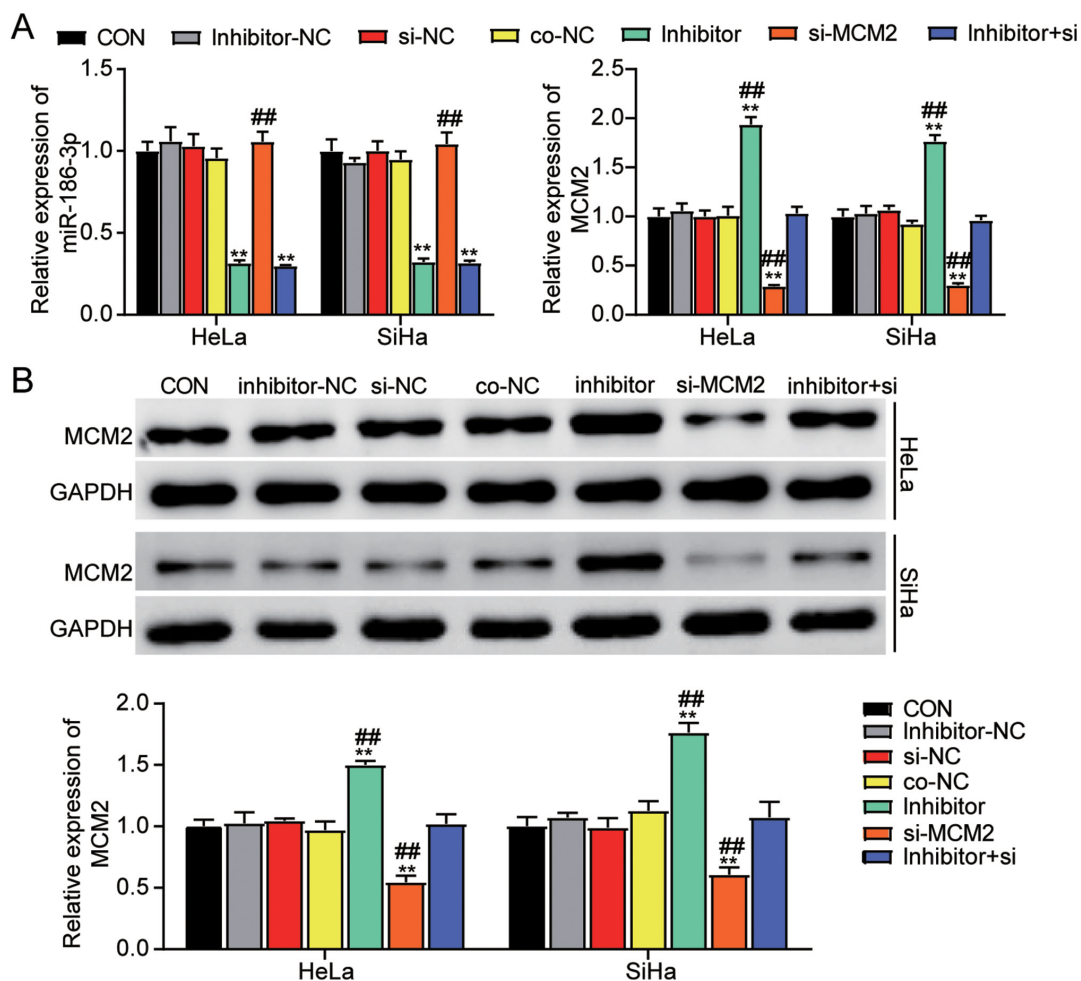 A
CON Inhibitor-NC si-NC co-NC Inhibitor si-MCM2 Inhibitor+si
Relative expression of
miR-186-3p
1.5
1.0
0.5
0.0
##
**
**
##
**
**
HeLa SiHa
Relative expression of
MCM2
2.5
2.0
1.5
1.0
0.5
0.0
##
**
##
**
##
**
##
**
HeLa SiHa
B
CON inhibitor-NC si-NC co-NC inhibitor si-MCM2 inhibitor+si
MCM2
GAPDH
HeLa
MCM2
GAPDH
SiHa
Relative expression of
MCM2
2.0
1.5
1.0
0.5
0.0
##
**
##
**
##
**
##
**
HeLa SiHa
CON
Inhibitor-NC
si-NC
co-NC
Inhibitor
si-MCM2
Inhibitor+si